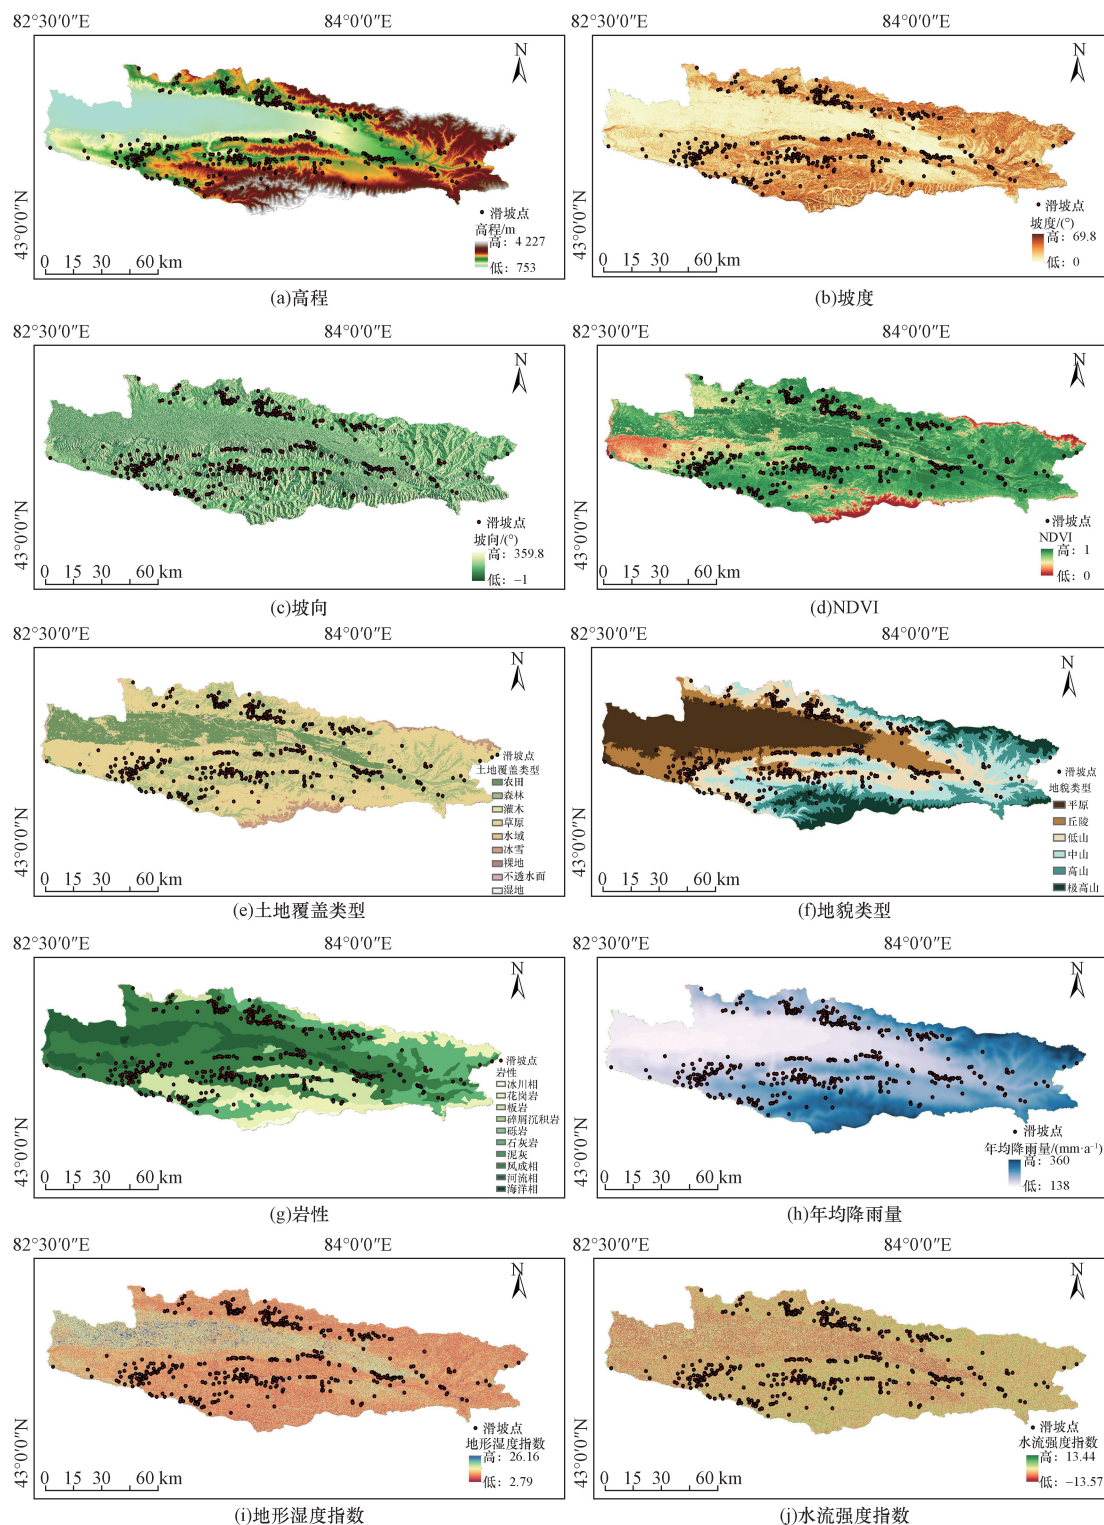 82°30′0″E 84°0′0″E 82°30′0″E 84°0′0″E
N N
43°0′0″N 43°0′0″N
滑坡点 滑坡点
高程/m 坡度/(°)
高：4 227 高：69.8
低：753 低：0
0 15 30 60 km 0 15 30 60 km
(a)高程 (b)坡度
82°30′0″E 84°0′0″E 82°30′0″E 84°0′0″E
N N
43°0′0″N 43°0′0″N
滑坡点 滑坡点
坡向/(°) NDVI
高：359.8 高：1
低：−1 低：0
0 15 30 60 km 0 15 30 60 km
(c)坡向 (d)NDVI
82°30′0″E 84°0′0″E 82°30′0″E 84°0′0″E
N N
43°0′0″N 43°0′0″N
滑坡点 滑坡点
土地覆盖类型 地貌类型
农田 平原
森林 丘陵
灌木 低山
草原 中山
水域 高山
冰雪 极高山
裸地
不透水面
湿地
0 15 30 60 km 0 15 30 60 km
(e)土地覆盖类型 (f)地貌类型
82°30′0″E 84°0′0″E 82°30′0″E 84°0′0″E
N N
43°0′0″N 43°0′0″N
滑坡点 滑坡点
岩性 年均降雨量/(mm·a⁻¹)
冰川相 高：360
花岗岩 低：138
板岩
碎屑沉积岩
砾岩
石灰岩
泥灰
风成相
河流相
海洋相
0 15 30 60 km 0 15 30 60 km
(g)岩性 (h)年均降雨量
82°30′0″E 84°0′0″E 82°30′0″E 84°0′0″E
N N
43°0′0″N 43°0′0″N
滑坡点 滑坡点
地形湿度指数 水流强度指数
高：26.16 高：13.44
低：2.79 低：−13.57
0 15 30 60 km 0 15 30 60 km
(i)地形湿度指数 (j)水流强度指数